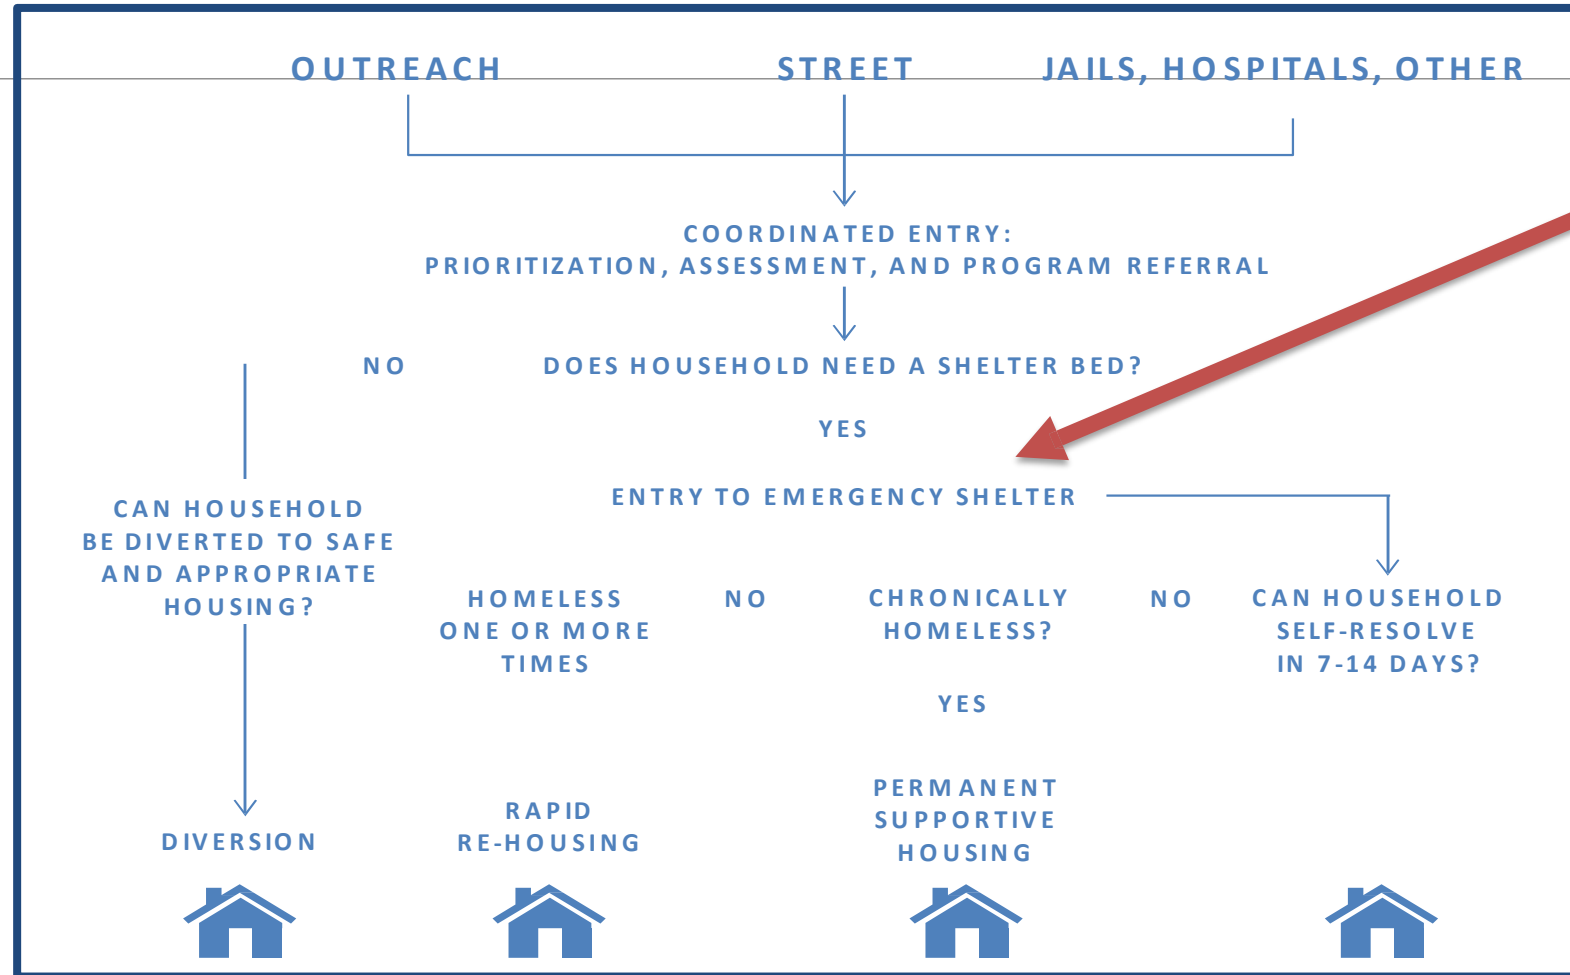 OUTREACH
STREET
JAILS, HOSPITALS, OTHER
COORDINATED ENTRY:
PRIORITIZATION, ASSESSMENT, AND PROGRAM REFERRAL
NO
DOES HOUSEHOLD NEED A SHELTER BED?
YES
ENTRY TO EMERGENCY SHELTER
CAN HOUSEHOLD
BE DIVERTED TO SAFE
AND APPROPRIATE
HOUSING?
HOMELESS
ONE OR MORE
TIMES
NO
CHRONICALLY
HOMELESS?
NO
CAN HOUSEHOLD
SELF-RESOLVE
IN 7-14 DAYS?
YES
DIVERSION
RAPID
RE-HOUSING
PERMANENT
SUPPORTIVE
HOUSING